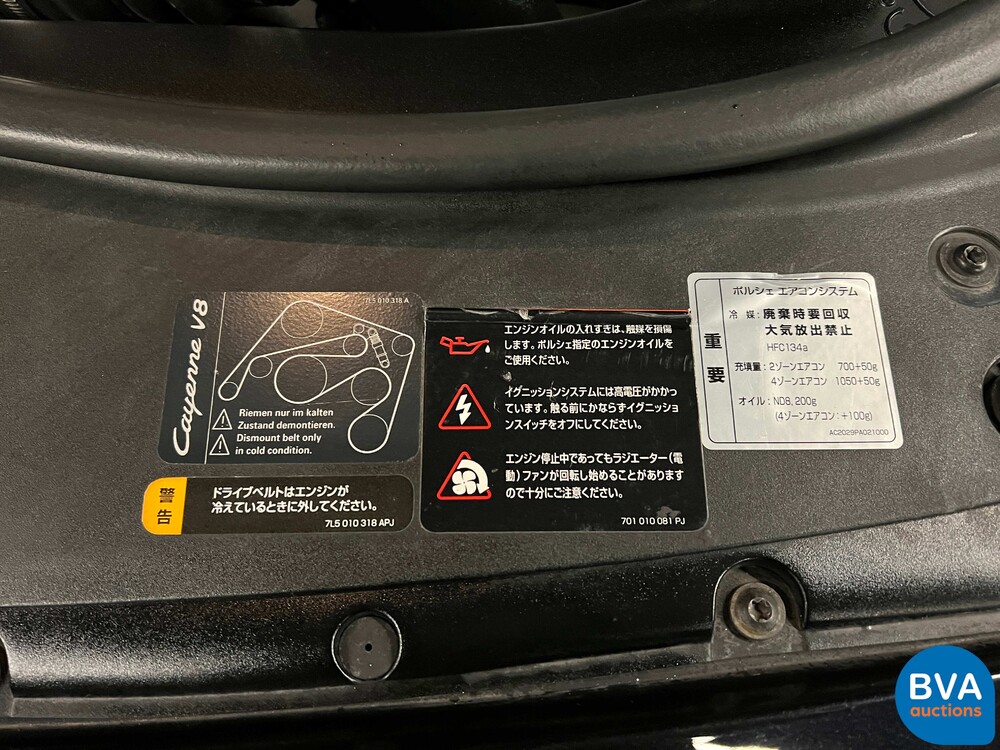 Cayenne V8
7L5 010 318 A
Riemen nur im kalten
Zustand demontieren.
Dismount belt only
in cold condition.
警告
ドライブベルトはエンジンが
冷えているときに外してください。
7L5 010 318 APJ
エンジンオイルの入れすぎは、触媒を損傷
します。ポルシェ指定のエンジンオイルを
ご使用ください。
イグニッションシステムには高電圧がかかっ
ています。触る前にかならずイグニッショ
ンスイッチをオフにしてください。
エンジン停止中であってもラジエーター(電
動)ファンが回転し始めることがあります
ので十分にご注意ください。
701 010 081 PJ
重要
ポルシェ エアコンシステム
冷 媒: 廃棄時要回収
大気放出禁止
HFC134a
充填量: 2ゾーンエアコン 700+50g
4ゾーンエアコン 1050+50g
オイル: ND8, 200g
(4ゾーンエアコン: +100g)
AC2029PA021000
BVA
auctions